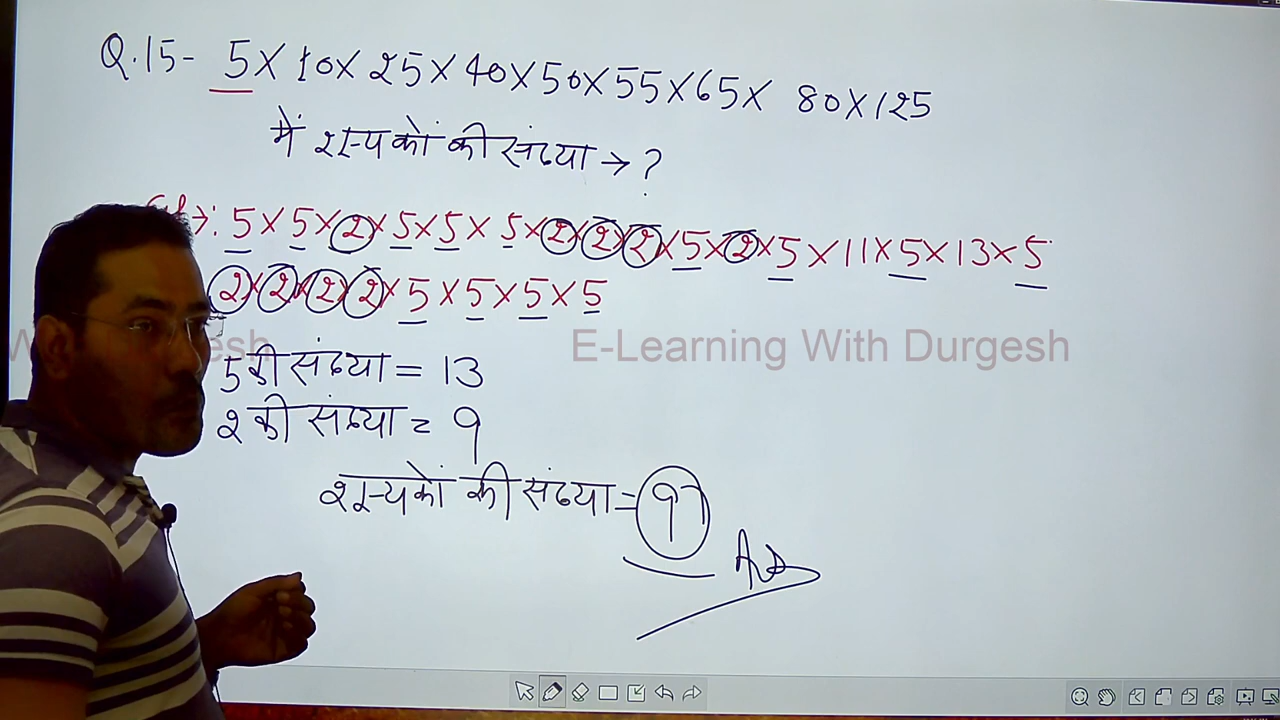 Q.15- 5× 10× 25× 40×50×55×65× 80×125
में शून्यकों की संख्या → ?
5×5×2×5×5×5×2×2×2×5×2×5×11×5×13×5
2×2×2×2×5×5×5×5
E-Learning With Durgesh
5 की संख्या = 13
2 की संख्या = 9
शून्यकों की संख्या = 9